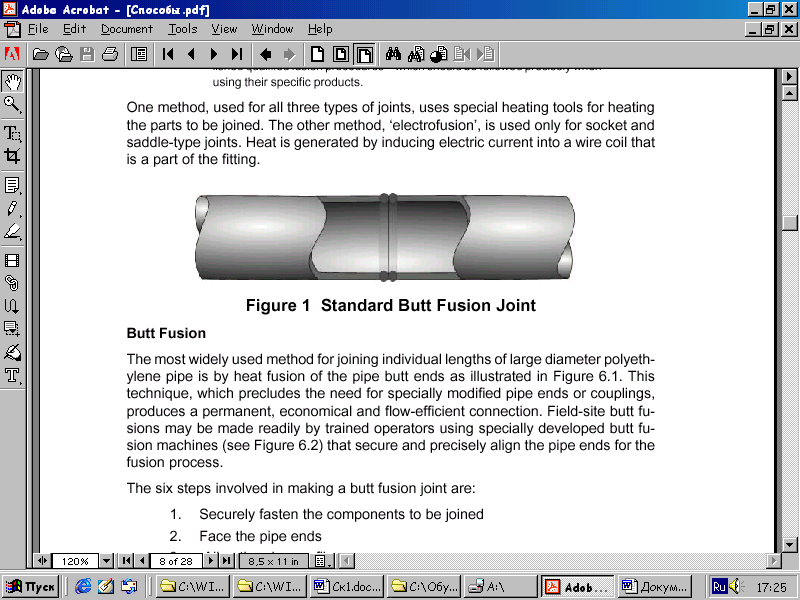 Adobe Acrobat - [Способы.pdf]
File Edit Document Tools View Window Help
using their specific products.
One method, used for all three types of joints, uses special heating tools for heating
the parts to be joined. The other method, ‘electrofusion’, is used only for socket and
saddle-type joints. Heat is generated by inducing electric current into a wire coil that
is a part of the fitting.
Figure 1 Standard Butt Fusion Joint
Butt Fusion
The most widely used method for joining individual lengths of large diameter polyeth-
ylene pipe is by heat fusion of the pipe butt ends as illustrated in Figure 6.1. This
technique, which precludes the need for specially modified pipe ends or couplings,
produces a permanent, economical and flow-efficient connection. Field-site butt fu-
sions may be made readily by trained operators using specially developed butt fu-
sion machines (see Figure 6.2) that secure and precisely align the pipe ends for the
fusion process.
The six steps involved in making a butt fusion joint are:
1. Securely fasten the components to be joined
2. Face the pipe ends
120% 8 of 28 8,5 x 11 in
Пуск C:\WI... C:\WI... Ск1.doc... C:\Обу... A:\ Adob... Докум... Ru 17:25